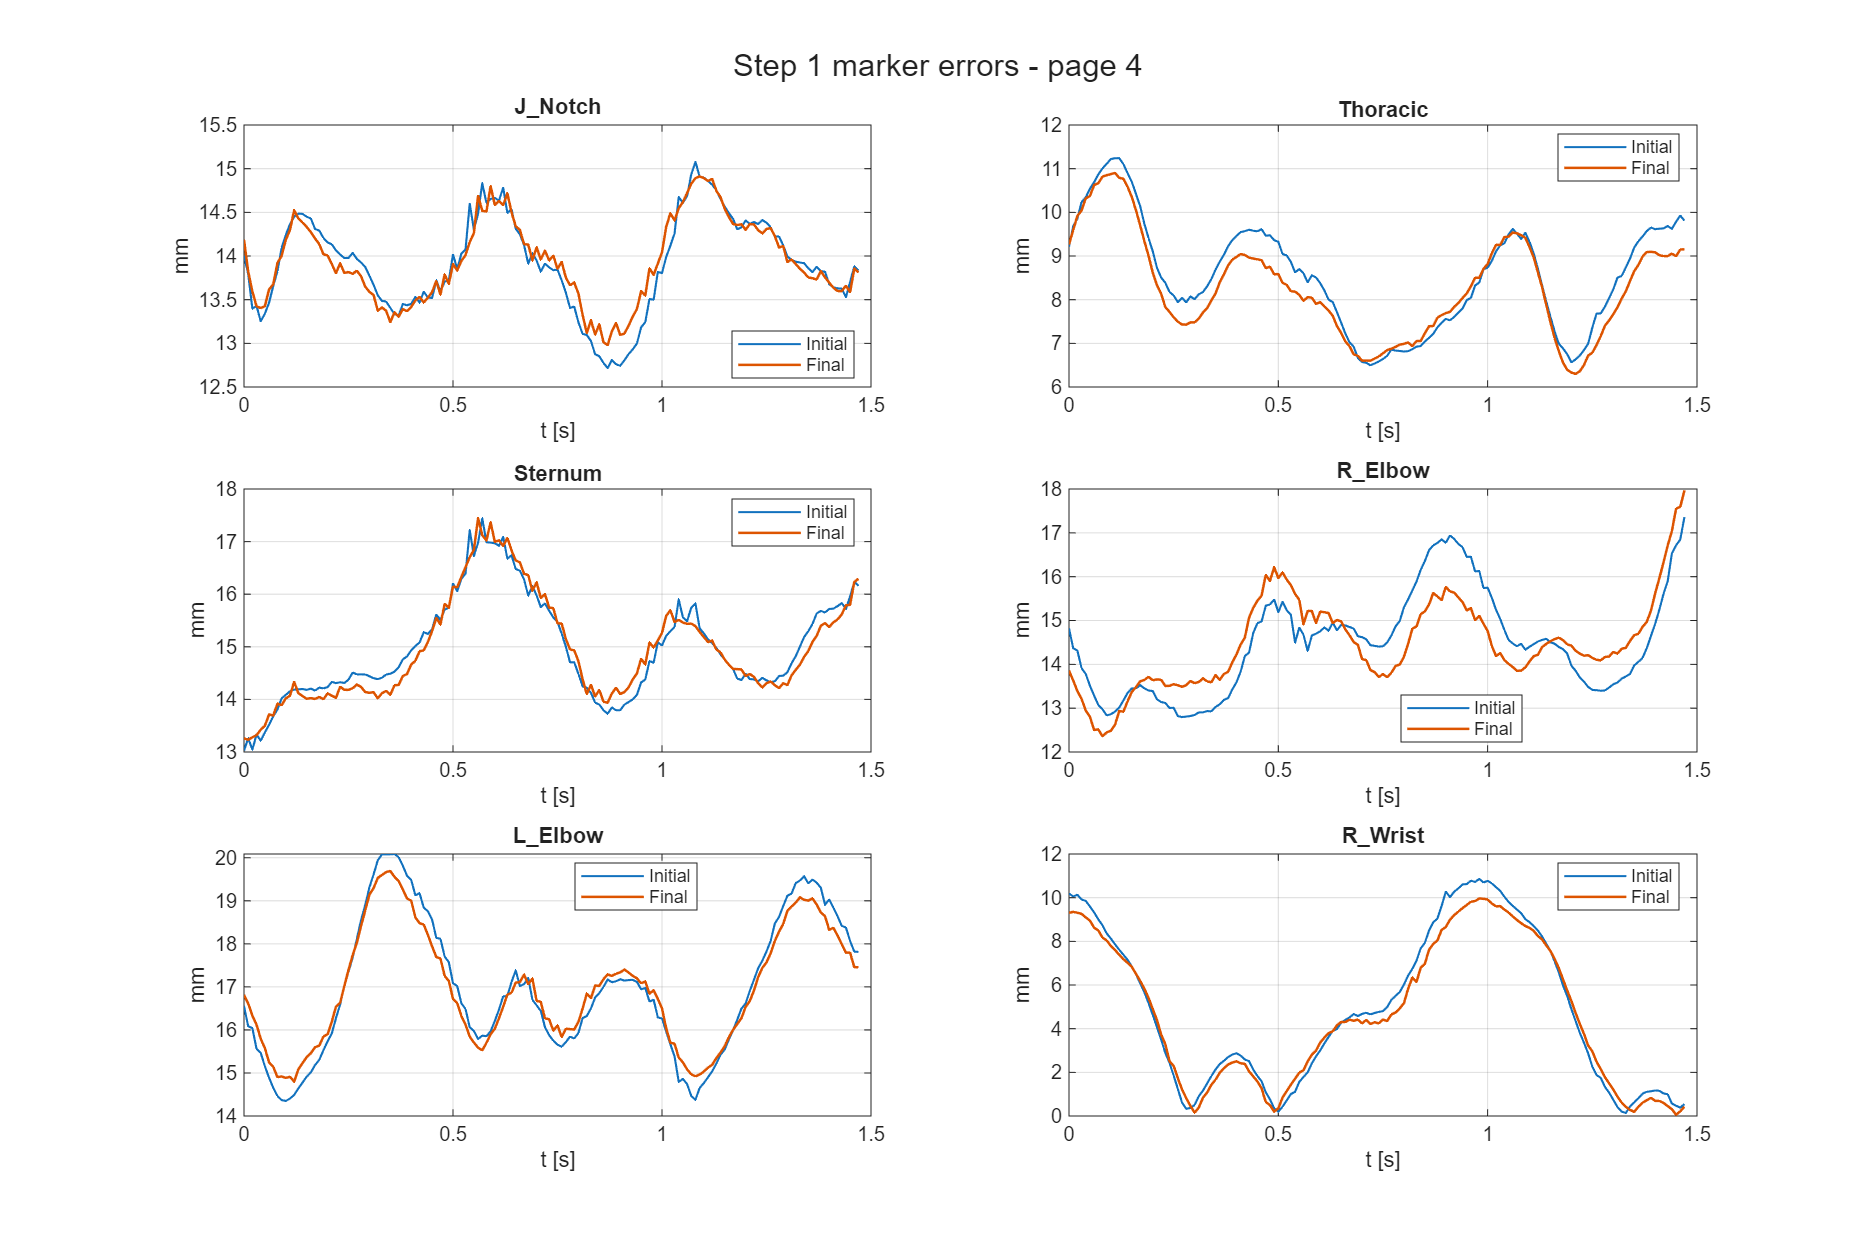 Step 1 marker errors - page 4
J_Notch
15.5
15
14.5
14
13.5
13
12.5
mm
0
0.5
1
1.5
t [s]
Initial
Final
Thoracic
12
11
10
9
8
7
6
mm
0
0.5
1
1.5
t [s]
Initial
Final
Sternum
18
17
16
15
14
13
mm
0
0.5
1
1.5
t [s]
Initial
Final
R_Elbow
18
17
16
15
14
13
12
mm
0
0.5
1
1.5
t [s]
Initial
Final
L_Elbow
20
19
18
17
16
15
14
mm
0
0.5
1
1.5
t [s]
Initial
Final
R_Wrist
12
10
8
6
4
2
0
mm
0
0.5
1
1.5
t [s]
Initial
Final